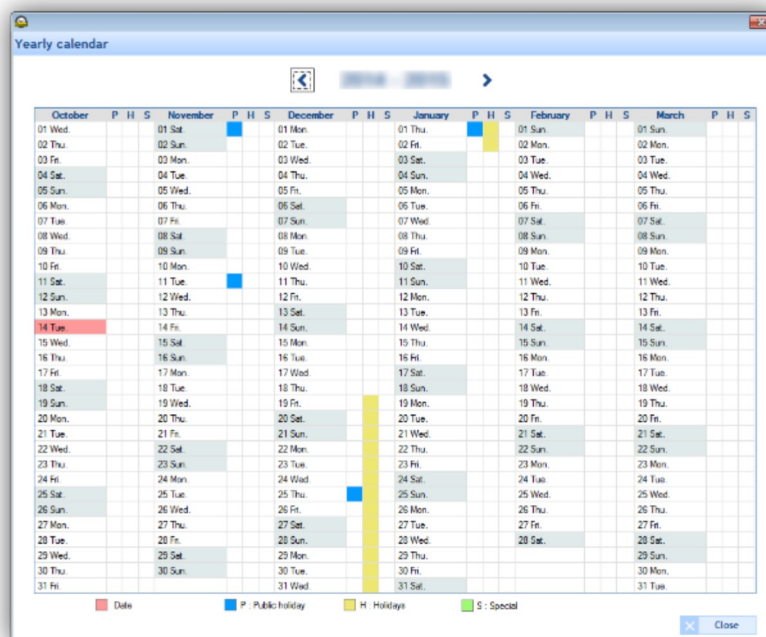 Yearly calendar
October P H S November P H S December P H S January P H S February P H S March P H S
01 Wed. 01 Sat. 01 Mon. 01 Thu. 01 Sun. 01 Sun.
02 Thu. 02 Sun. 02 Tue. 02 Fri. 02 Mon. 02 Mon.
03 Fri. 03 Mon. 03 Wed. 03 Sat. 03 Tue. 03 Tue.
04 Sat. 04 Tue. 04 Thu. 04 Sun. 04 Wed. 04 Wed.
05 Sun. 05 Wed. 05 Fri. 05 Mon. 05 Thu. 05 Thu.
06 Mon. 06 Thu. 06 Sat. 06 Tue. 06 Fri. 06 Fri.
07 Tue. 07 Fri. 07 Sun. 07 Wed. 07 Sat. 07 Sat.
08 Wed. 08 Sat. 08 Mon. 08 Thu. 08 Sun. 08 Sun.
09 Thu. 09 Sun. 09 Tue. 09 Fri. 09 Mon. 09 Mon.
10 Fri. 10 Mon. 10 Wed. 10 Sat. 10 Tue. 10 Tue.
11 Sat. 11 Tue. 11 Thu. 11 Sun. 11 Wed. 11 Wed.
12 Sun. 12 Wed. 12 Fri. 12 Mon. 12 Thu. 12 Thu.
13 Mon. 13 Thu. 13 Sat. 13 Tue. 13 Fri. 13 Fri.
14 Tue. 14 Fri. 14 Sun. 14 Wed. 14 Sat. 14 Sat.
15 Wed. 15 Sat. 15 Mon. 15 Thu. 15 Sun. 15 Sun.
16 Thu. 16 Sun. 16 Tue. 16 Fri. 16 Mon. 16 Mon.
17 Fri. 17 Mon. 17 Wed. 17 Sat. 17 Tue. 17 Tue.
18 Sat. 18 Tue. 18 Thu. 18 Sun. 18 Wed. 18 Wed.
19 Sun. 19 Wed. 19 Fri. 19 Mon. 19 Thu. 19 Thu.
20 Mon. 20 Thu. 20 Sat. 20 Tue. 20 Fri. 20 Fri.
21 Tue. 21 Fri. 21 Sun. 21 Wed. 21 Sat. 21 Sat.
22 Wed. 22 Sat. 22 Mon. 22 Thu. 22 Sun. 22 Sun.
23 Thu. 23 Sun. 23 Tue. 23 Fri. 23 Mon. 23 Mon.
24 Fri. 24 Mon. 24 Wed. 24 Sat. 24 Tue. 24 Tue.
25 Sat. 25 Tue. 25 Thu. 25 Sun. 25 Wed. 25 Wed.
26 Sun. 26 Wed. 26 Fri. 26 Mon. 26 Thu. 26 Thu.
27 Mon. 27 Thu. 27 Sat. 27 Tue. 27 Fri. 27 Fri.
28 Tue. 28 Fri. 28 Sun. 28 Wed. 28 Sat. 28 Sat.
29 Wed. 29 Sat. 29 Mon. 29 Thu. 29 Sun.
30 Thu. 30 Sun. 30 Tue. 30 Fri. 30 Mon.
31 Fri. 31 Wed. 31 Sat. 31 Tue.
Date P : Public holiday H : Holidays S : Special
Close